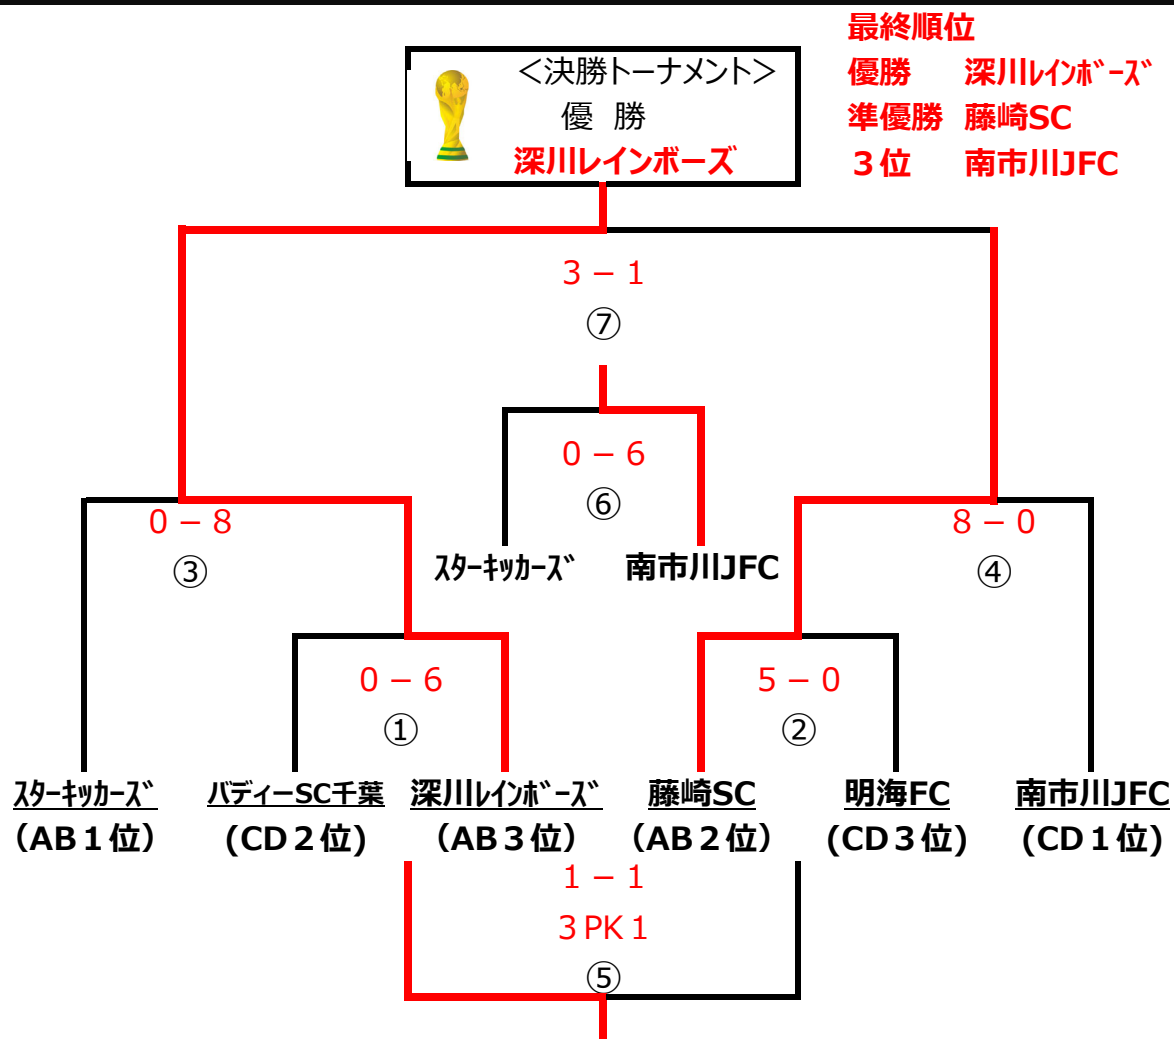 最終順位
優勝 深川ﾚｲﾝﾎﾞｰｽﾞ
準優勝 藤崎SC
３位 南市川JFC
＜決勝トーナメント＞
優 勝
深川レインボーズ
3 − 1
⑦
0 − 6
⑥
ｽﾀｰｷｯｶｰｽﾞ 南市川JFC
0 − 8
③
8 − 0
④
0 − 6
①
5 − 0
②
ｽﾀｰｷｯｶｰｽﾞ バディーSC千葉 深川ﾚｲﾝﾎﾞｰｽﾞ 藤崎SC 明海FC 南市川JFC
（AB１位） (CD２位) （AB３位） （AB２位） (CD３位) (CD１位)
1 − 1
3 PK 1
⑤